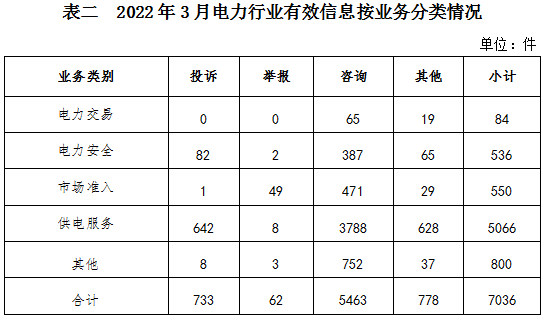 表二 2022年3月电力行业有效信息按业务分类情况
单位：件
业务类别 投诉 举报 咨询 其他 小计
电力交易 0 0 65 19 84
电力安全 82 2 387 65 536
市场准入 1 49 471 29 550
供电服务 642 8 3788 628 5066
其他 8 3 752 37 800
合计 733 62 5463 778 7036